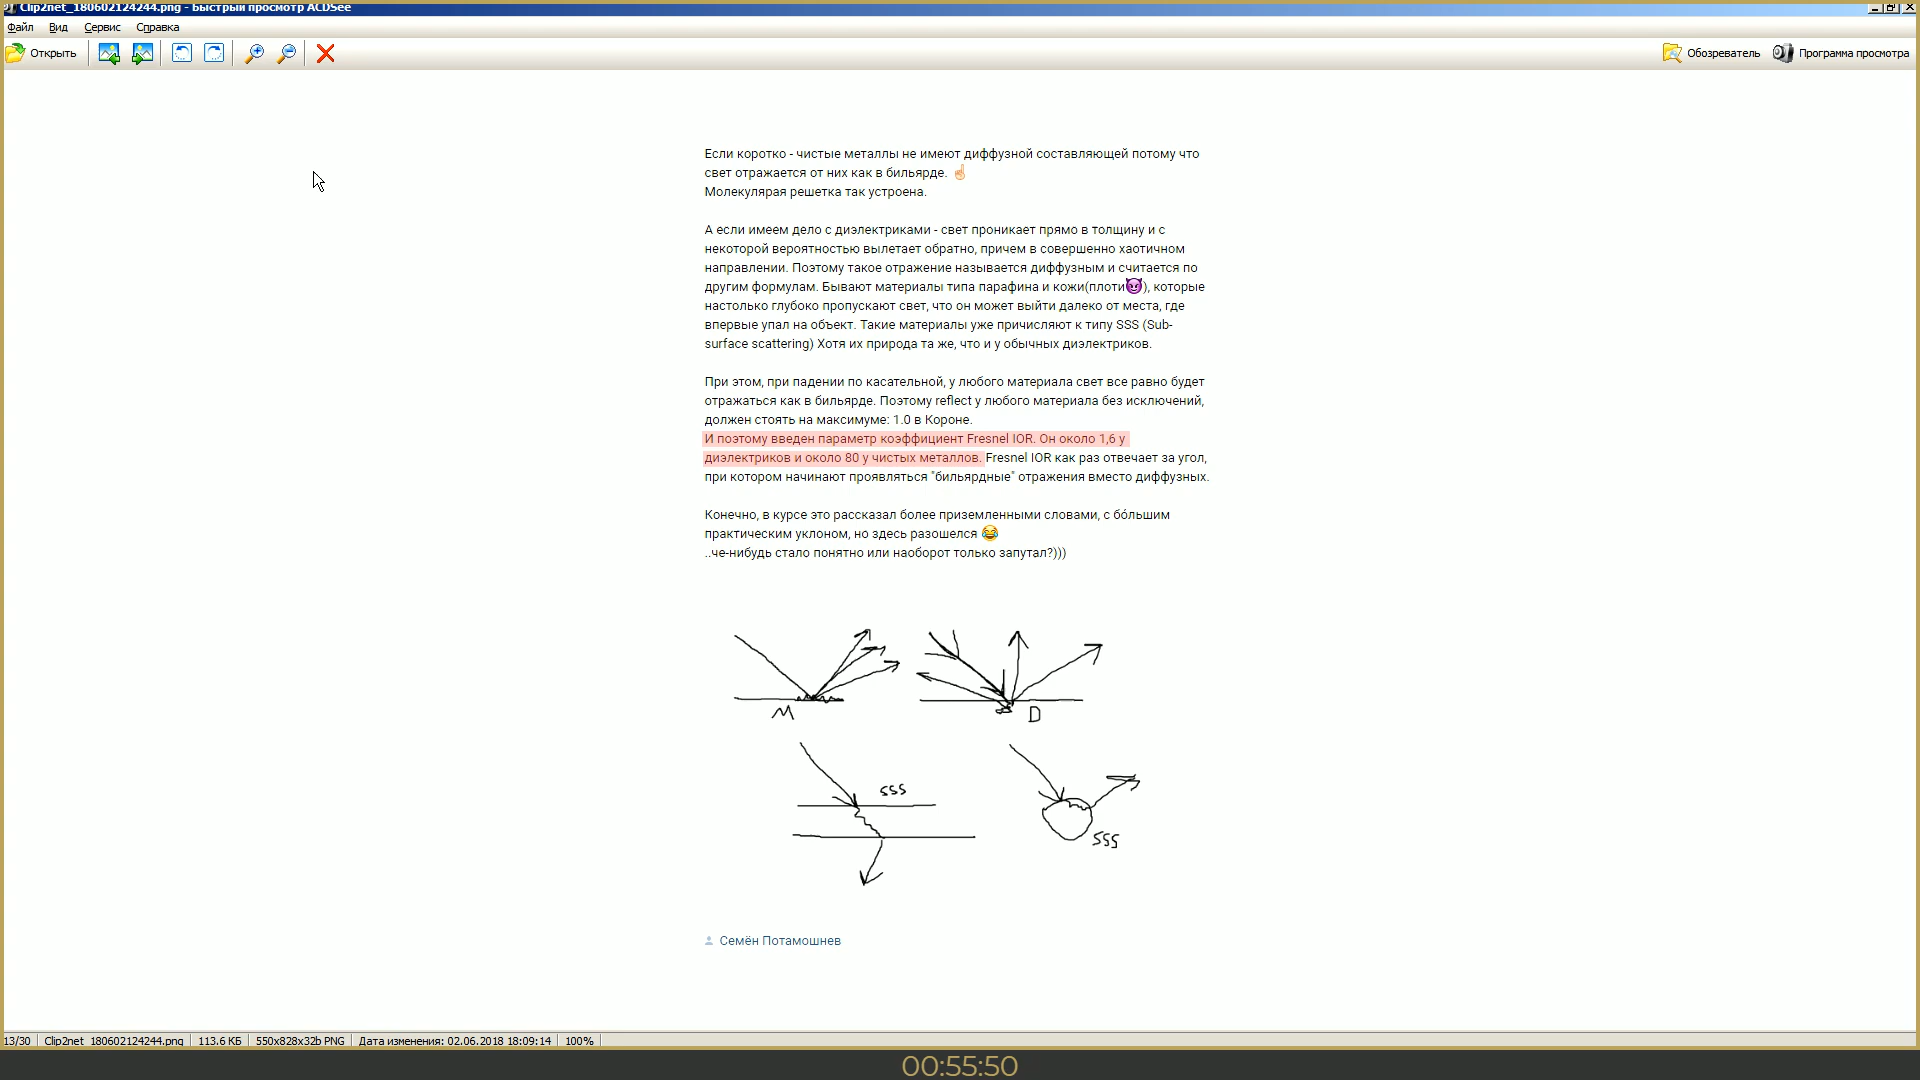 Clip2net_180602124244.png - Быстрый просмотр ACDSee
Файл Вид Сервис Справка
Открыть Обозреватель Программа просмотра
Если коротко - чистые металлы не имеют диффузной составляющей потому что
свет отражается от них как в бильярде. ☝
Молекулярая решетка так устроена.
А если имеем дело с диэлектриками - свет проникает прямо в толщину и с
некоторой вероятностью вылетает обратно, причем в совершенно хаотичном
направлении. Поэтому такое отражение называется диффузным и считается по
другим формулам. Бывают материалы типа парафина и кожи(плоти😈), которые
настолько глубоко пропускают свет, что он может выйти далеко от места, где
впервые упал на объект. Такие материалы уже причисляют к типу SSS (Sub-
surface scattering) Хотя их природа та же, что и у обычных диэлектриков.
При этом, при падении по касательной, у любого материала свет все равно будет
отражаться как в бильярде. Поэтому reflect у любого материала без исключений,
должен стоять на максимуме: 1.0 в Короне.
И поэтому введен параметр коэффициент Fresnel IOR. Он около 1,6 у
диэлектриков и около 80 у чистых металлов. Fresnel IOR как раз отвечает за угол,
при котором начинают проявляться "бильярдные" отражения вместо диффузных.
Конечно, в курсе это рассказал более приземленными словами, с бо́льшим
практическим уклоном, но здесь разошелся 😂
..че-нибудь стало понятно или наоборот только запутал?)))
M D
SSS
SSS
Семён Потамошнев
13/30 Clip2net_180602124244.png 113.6 КБ 550x828x32b PNG Дата изменения: 02.06.2018 18:09:14 100%
00:55:50